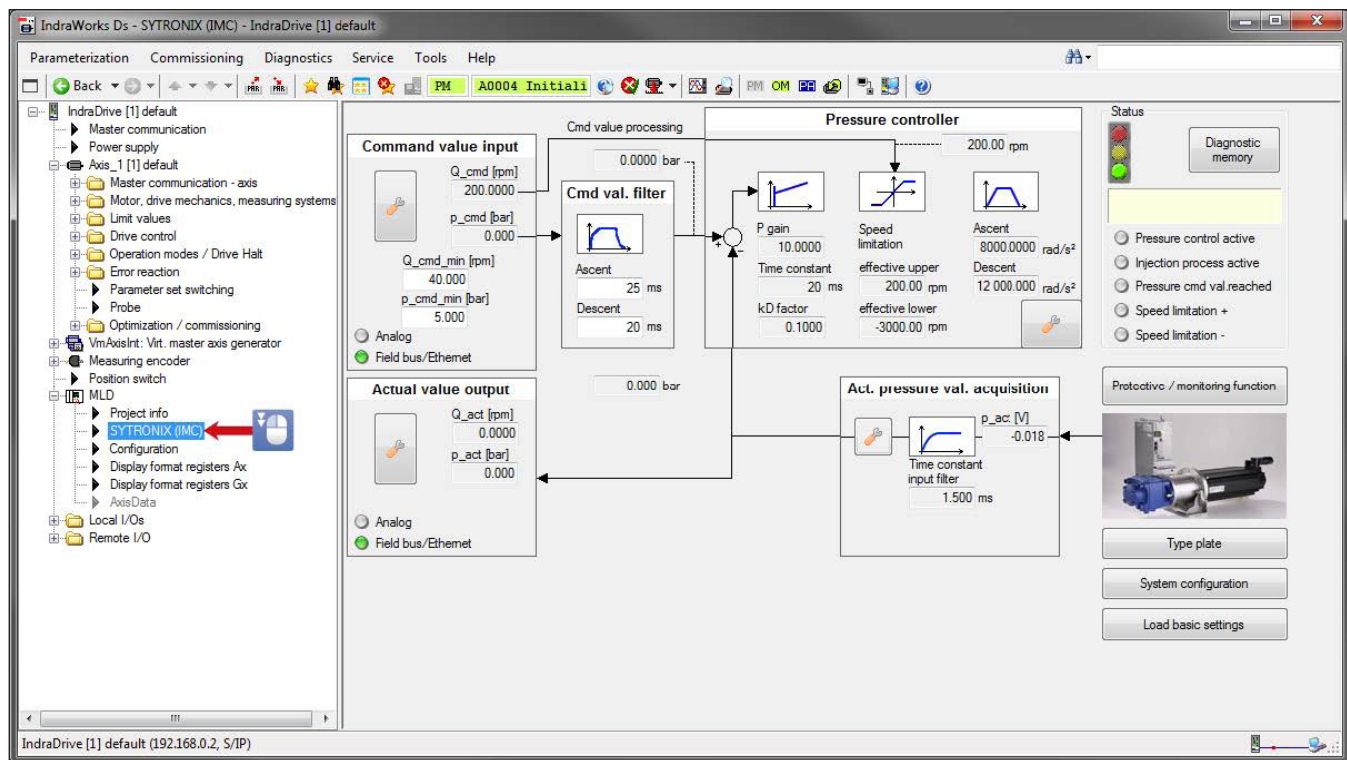 IndraWorks Ds - SYTRONIX (IMC) - IndraDrive [1] default
Parameterization Commissioning Diagnostics Service Tools Help
Back PAR PAR PM A0004 Initiali PM OM
IndraDrive [1] default
Master communication
Power supply
Axis_1 [1] default
Master communication - axis
Motor, drive mechanics, measuring systems
Limit values
Drive control
Operation modes / Drive Halt
Error reaction
Parameter set switching
Probe
Optimization / commissioning
VmAxisInt: Virt. master axis generator
Measuring encoder
Position switch
MLD
Project info
SYTRONIX (IMC)
Configuration
Display format registers Ax
Display format registers Gx
AxisData
Local I/Os
Remote I/O
Command value input
Q_cmd [rpm]
200.0000
p_cmd [bar]
0.000
Q_cmd_min [rpm]
40.000
p_cmd_min [bar]
5.000
Analog
Field bus/Ethernet
Cmd value processing
0.0000 bar
Cmd val. filter
Ascent
25 ms
Descent
20 ms
Pressure controller
200.00 rpm
P gain
10.0000
Time constant
20 ms
kD factor
0.1000
Speed
limitation
effective upper
200.00 rpm
effective lower
-3000.00 rpm
Ascent
8000.0000 rad/s²
Descent
12 000.000 rad/s²
Actual value output
Q_act [rpm]
0.0000
p_act [bar]
0.000
Analog
Field bus/Ethernet
0.000 bar
Act. pressure val. acquisition
p_act [V]
-0.018
Time constant
input filter
1.500 ms
Status
Diagnostic
memory
Pressure control active
Injection process active
Pressure cmd val.reached
Speed limitation +
Speed limitation -
Protective / monitoring function
Type plate
System configuration
Load basic settings
IndraDrive [1] default (192.168.0.2, S/IP)